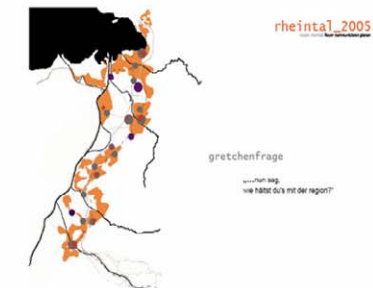 rheintal_2005
gretchenfrage
„...nun sag,
wie hältst du's mit der region?"